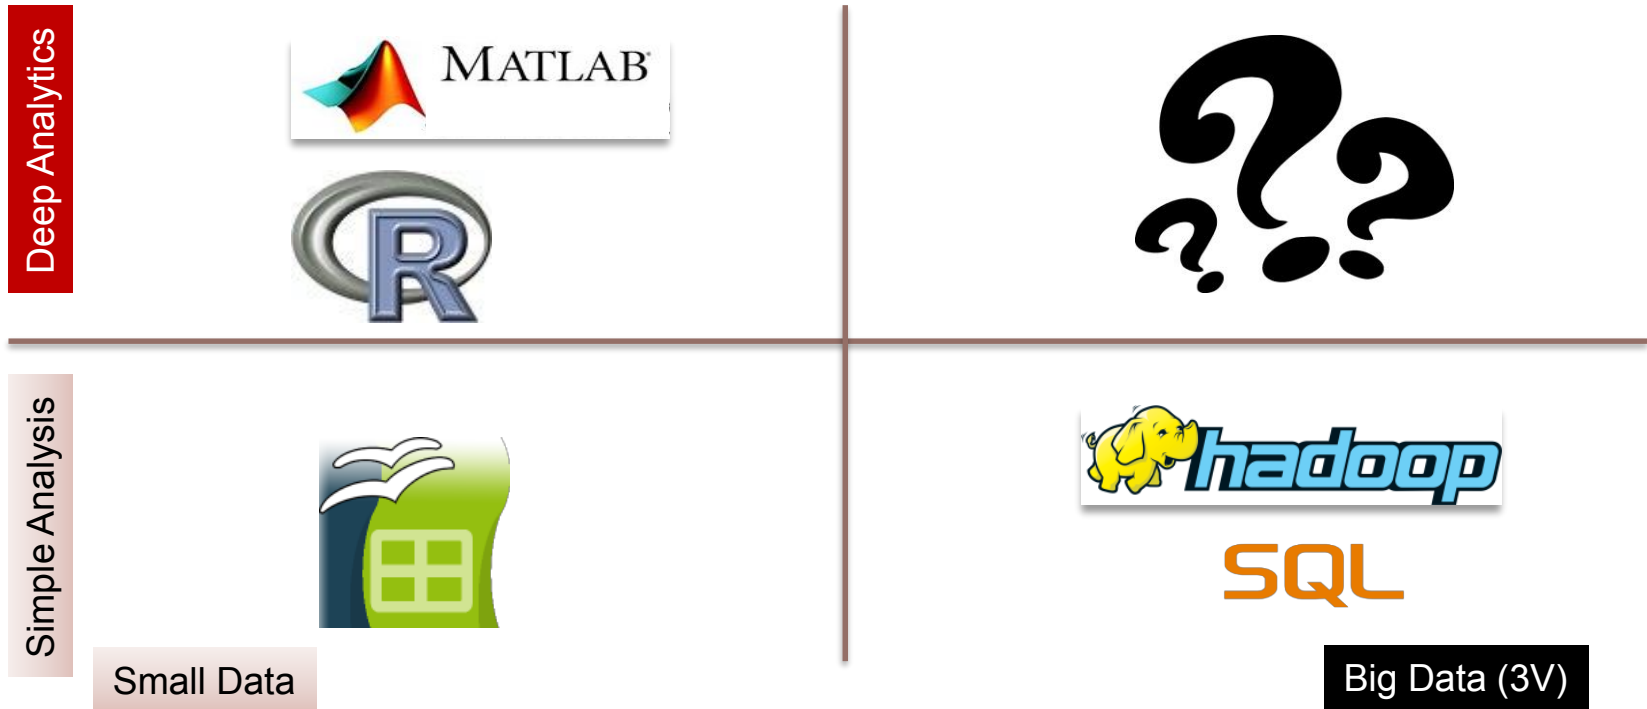 Deep Analytics
MATLAB®
R
???
Simple Analysis
hadoop
SQL
Small Data
Big Data (3V)